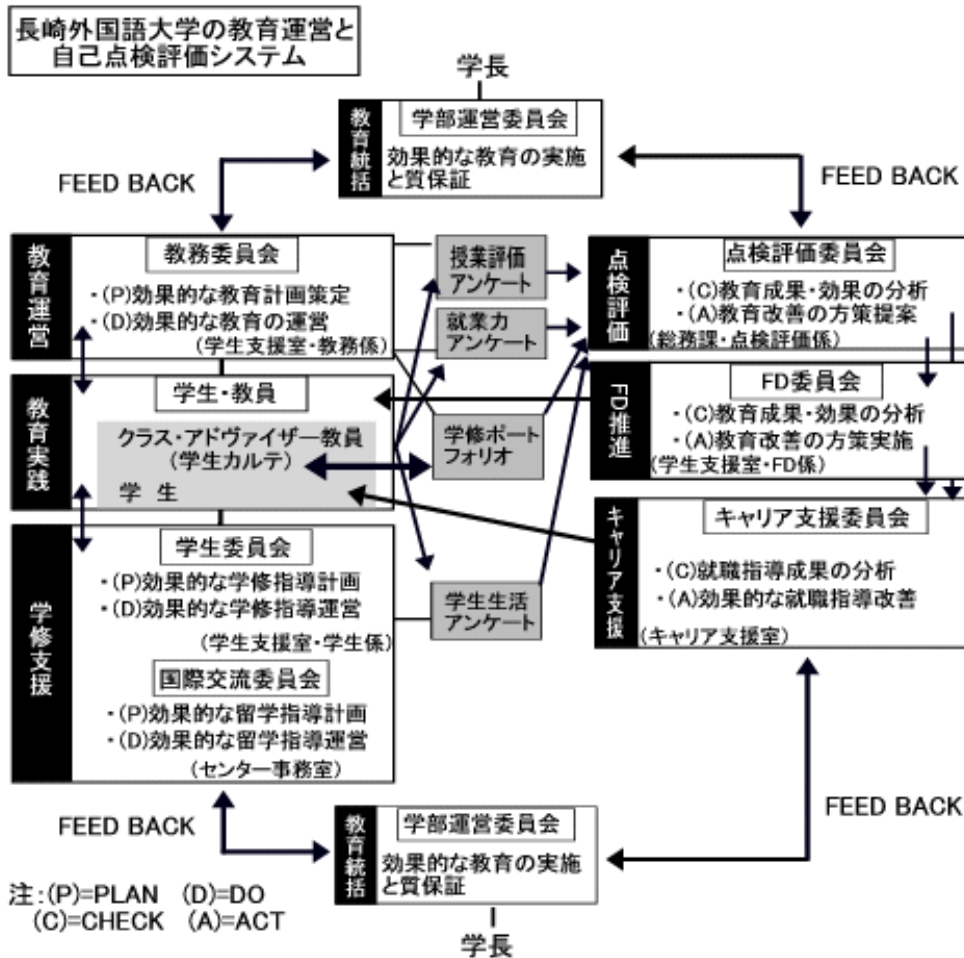 長崎外国語大学の教育運営と
自己点検評価システム
学長
教育統括
学部運営委員会
効果的な教育の実施
と質保証
FEED BACK
FEED BACK
教育運営
教務委員会
・(P)効果的な教育計画策定
・(D)効果的な教育の運営
(学生支援室・教務係)
授業評価
アンケート
就業力
アンケート
点検評価
点検評価委員会
・(C)教育成果・効果の分析
・(A)教育改善の方策提案
(総務課・点検評価係)
教育実践
学生・教員
クラス・アドヴァイザー教員
(学生カルテ)
学 生
学修ポート
フォリオ
FD推進
FD委員会
・(C)教育成果・効果の分析
・(A)教育改善の方策実施
(学生支援室・FD係)
学修支援
学生委員会
・(P)効果的な学修指導計画
・(D)効果的な学修指導運営
(学生支援室・学生係)
国際交流委員会
・(P)効果的な留学指導計画
・(D)効果的な留学指導運営
(センター事務室)
学生生活
アンケート
キャリア支援
キャリア支援委員会
・(C)就職指導成果の分析
・(A)効果的な就職指導改善
(キャリア支援室)
FEED BACK
FEED BACK
教育統括
学部運営委員会
効果的な教育の実施
と質保証
学長
注:(P)=PLAN (D)=DO
(C)=CHECK (A)=ACT